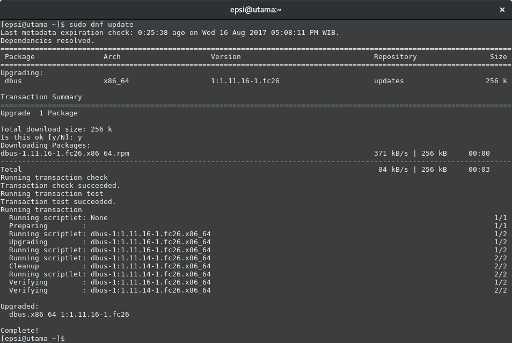 epsi@utama:~
[epsi@utama ~]$ sudo dnf update
Last metadata expiration check: 0:25:38 ago on Wed 16 Aug 2017 05:08:11 PM WIB.
Dependencies resolved.
Package Arch Version Repository Size
Upgrading:
dbus x86_64 1:1.11.16-1.fc26 updates 256 k
Transaction Summary
Upgrade 1 Package
Total download size: 256 k
Is this ok [y/N]: y
Downloading Packages:
dbus-1.11.16-1.fc26.x86_64.rpm 371 kB/s | 256 kB 00:00
Total 84 kB/s | 256 kB 00:03
Running transaction check
Transaction check succeeded.
Running transaction test
Transaction test succeeded.
Running transaction
Running scriptlet: None 1/1
Preparing : 1/1
Running scriptlet: dbus-1:1.11.16-1.fc26.x86_64 1/2
Upgrading : dbus-1:1.11.16-1.fc26.x86_64 1/2
Running scriptlet: dbus-1:1.11.16-1.fc26.x86_64 1/2
Running scriptlet: dbus-1:1.11.14-1.fc26.x86_64 2/2
Cleanup : dbus-1:1.11.14-1.fc26.x86_64 2/2
Running scriptlet: dbus-1:1.11.14-1.fc26.x86_64 2/2
Verifying : dbus-1:1.11.16-1.fc26.x86_64 1/2
Verifying : dbus-1:1.11.14-1.fc26.x86_64 2/2
Upgraded:
dbus.x86_64 1:1.11.16-1.fc26
Complete!
[epsi@utama ~]$